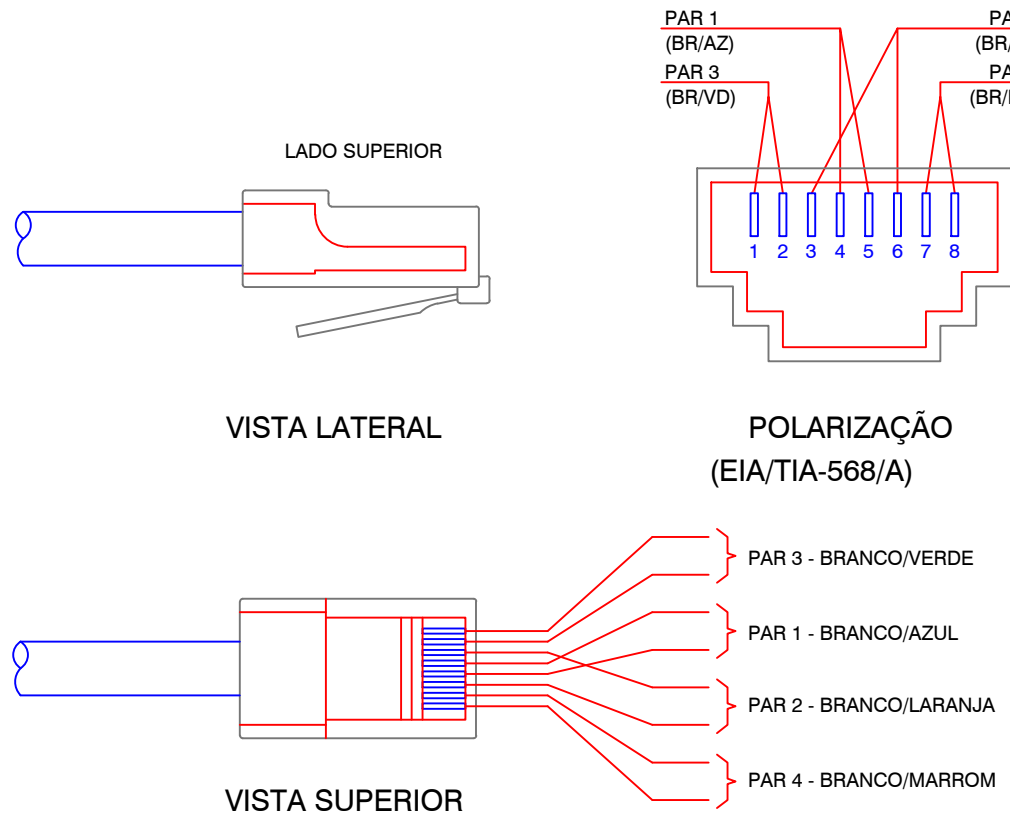 PAR 1
(BR/AZ)
PAR 3
(BR/VD)
LADO SUPERIOR
1 2 3 4 5 6 7 8
VISTA LATERAL
POLARIZAÇÃO
(EIA/TIA-568/A)
PAR 3 - BRANCO/VERDE
PAR 1 - BRANCO/AZUL
PAR 2 - BRANCO/LARANJA
PAR 4 - BRANCO/MARROM
VISTA SUPERIOR